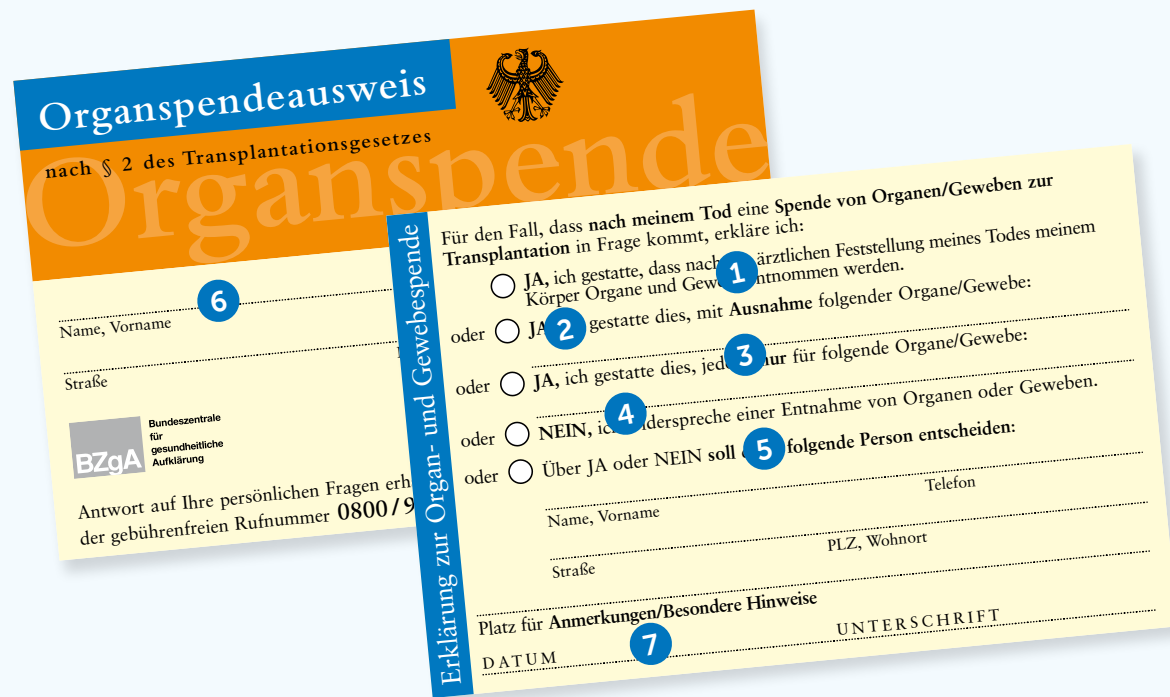 Organspendeausweis
nach § 2 des Transplantationsgesetzes
Organspende
6
Name, Vorname
Straße
BZgA
Bundeszentrale
für
gesundheitliche
Aufklärung
Antwort auf Ihre persönlichen Fragen
der gebührenfreien Rufnummer 0800/9
Erklärung zur Organ- und Gewebespende
Für den Fall, dass nach meinem Tod eine Spende von Organen/Geweben zur
Transplantation in Frage kommt, erkläre ich:
JA, ich gestatte, dass nach ärztlichen Feststellung meines Todes meinem
1
Körper Organe und entnommen werden.
oder JA gestatte dies, mit Ausnahme folgender Organe/Gewebe:
2
3
oder JA, ich gestatte dies, nur für folgende Organe/Gewebe:
4
oder NEIN, widerspreche einer Entnahme von Organen oder Geweben.
oder Über JA oder NEIN soll folgende Person entscheiden:
5
Name, Vorname Telefon
Straße PLZ, Wohnort
Platz für Anmerkungen/Besondere Hinweise
7
DATUM UNTERSCHRIFT